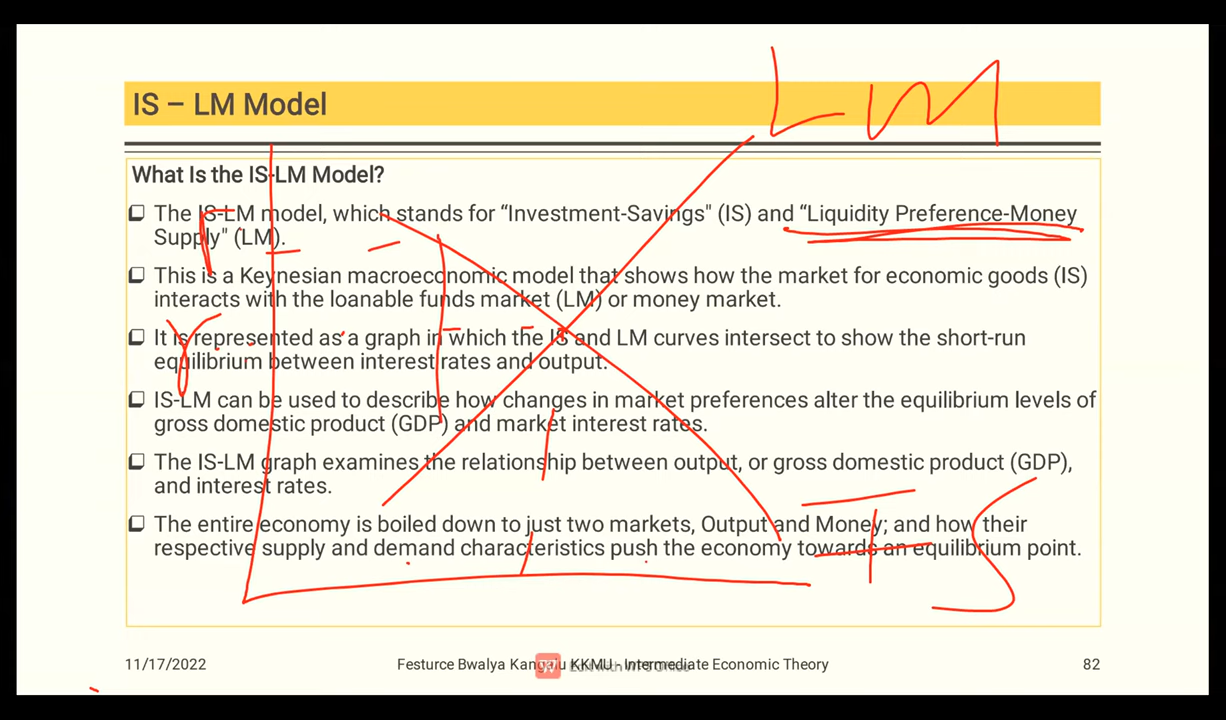 IS – LM Model
LM
What Is the IS-LM Model?
❑ The IS-LM model, which stands for “Investment-Savings" (IS) and “Liquidity Preference-Money
Supply" (LM).
r
❑ This is a Keynesian macroeconomic model that shows how the market for economic goods (IS)
interacts with the loanable funds market (LM) or money market.
❑ It is represented as a graph in which the IS and LM curves intersect to show the short-run
equilibrium between interest rates and output.
r
❑ IS-LM can be used to describe how changes in market preferences alter the equilibrium levels of
gross domestic product (GDP) and market interest rates.
❑ The IS-LM graph examines the relationship between output, or gross domestic product (GDP),
and interest rates.
❑ The entire economy is boiled down to just two markets, Output and Money; and how their
respective supply and demand characteristics push the economy towards an equilibrium point.
IS
11/17/2022
Festurce Bwalya KKMU - Intermediate Economic Theory
82